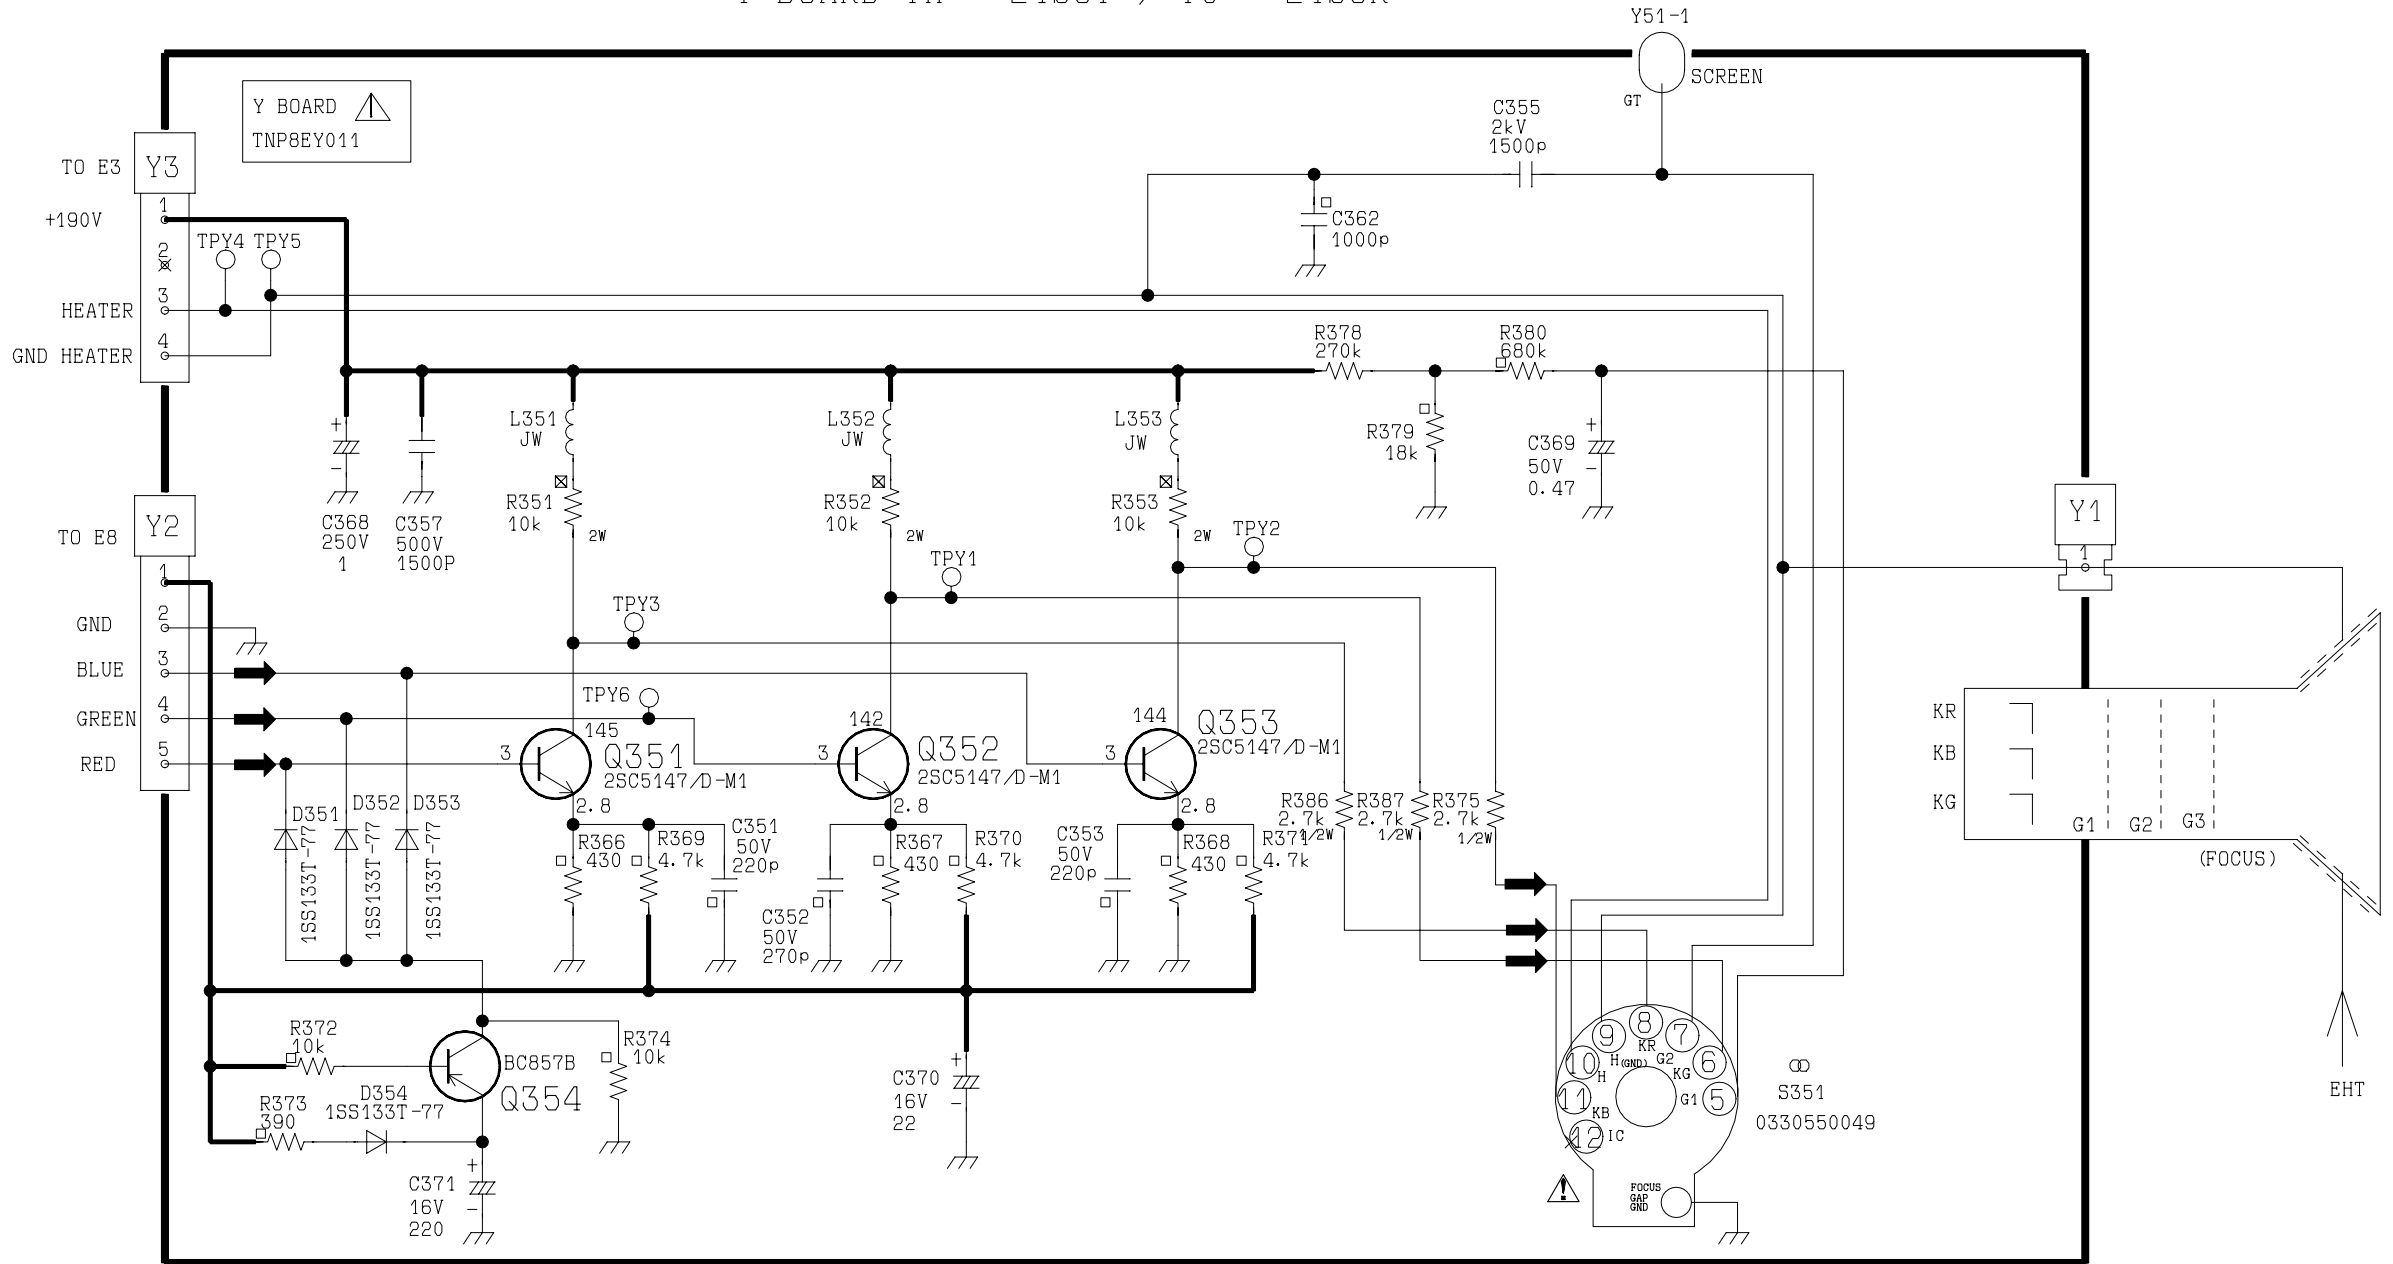 Y51-1
SCREEN
GT
Y BOARD
TNP8EY011
C355
2kV
1500p
TO E3
Y3
+190V
1
2
3
4
TPY4
TPY5
C362
1000p
HEATER
GND HEATER
R378
270k
R380
680k
L351
JW
L352
JW
L353
JW
R379
18k
C369
50V
0.47
R351
10k
2W
R352
10k
2W
R353
10k
2W
C368
250V
1
C357
500V
1500P
Y2
TO E8
Y1
1
TPY2
TPY1
TPY3
1
2
3
4
5
GND
BLUE
GREEN
RED
TPY6
145
3
Q351
2SC5147/D-M1
2.8
142
3
Q352
2SC5147/D-M1
2.8
144
3
Q353
2SC5147/D-M1
2.8
KR
KB
KG
G1
G2
G3
(FOCUS)
D351
1SS133T-77
D352
1SS133T-77
D353
1SS133T-77
R386
2.7k
1/2W
R387
2.7k
1/2W
R375
2.7k
1/2W
R366
430
R369
4.7k
C351
50V
220p
R367
430
R370
4.7k
C352
50V
270p
C353
50V
220p
R368
430
R371
4.7k
R372
10k
BC857B
Q354
R374
10k
R373
390
D354
1SS133T-77
C371
16V
220
C370
16V
22
8
9
7
10
6
11
5
12
KR
H(GND)
G2
H
KG
KB
G1
IC
S351
0330550049
FOCUS
GAP
GND
EHT